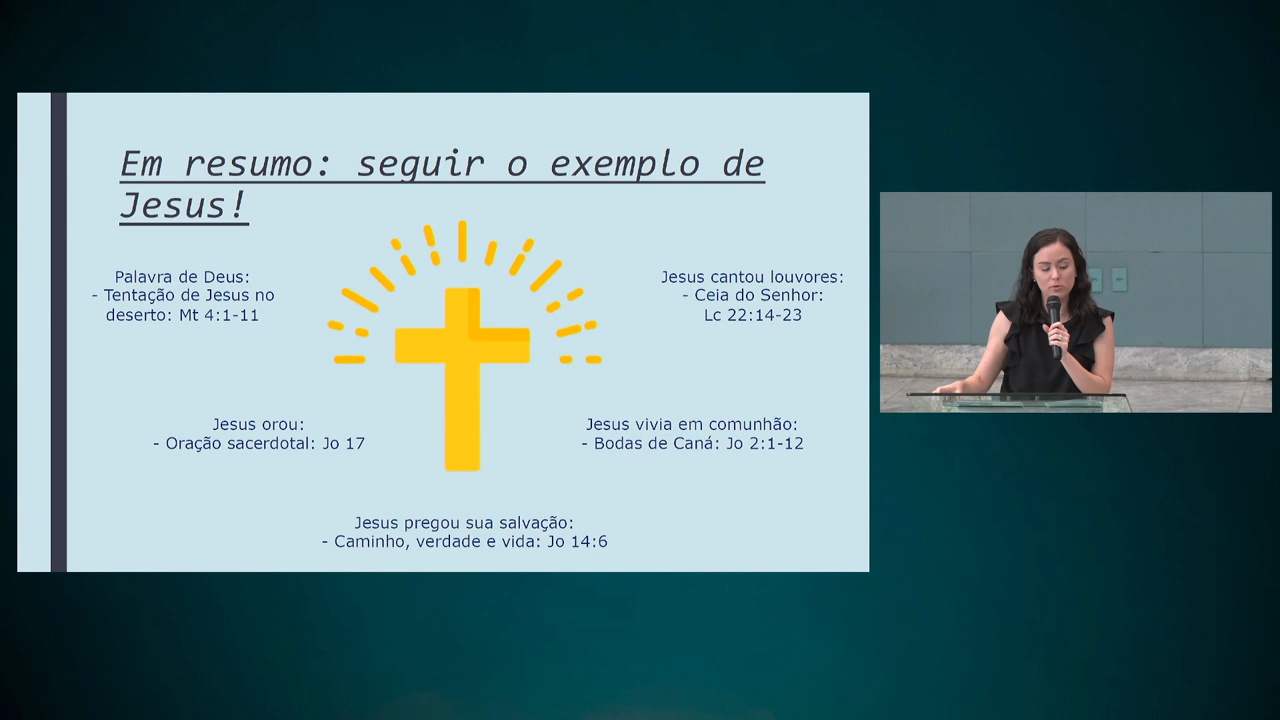 Em resumo: seguir o exemplo de
Jesus!
Palavra de Deus:
- Tentação de Jesus no
deserto: Mt 4:1-11
Jesus cantou louvores:
- Ceia do Senhor:
Lc 22:14-23
Jesus orou:
- Oração sacerdotal: Jo 17
Jesus vivia em comunhão:
- Bodas de Caná: Jo 2:1-12
Jesus pregou sua salvação:
- Caminho, verdade e vida: Jo 14:6